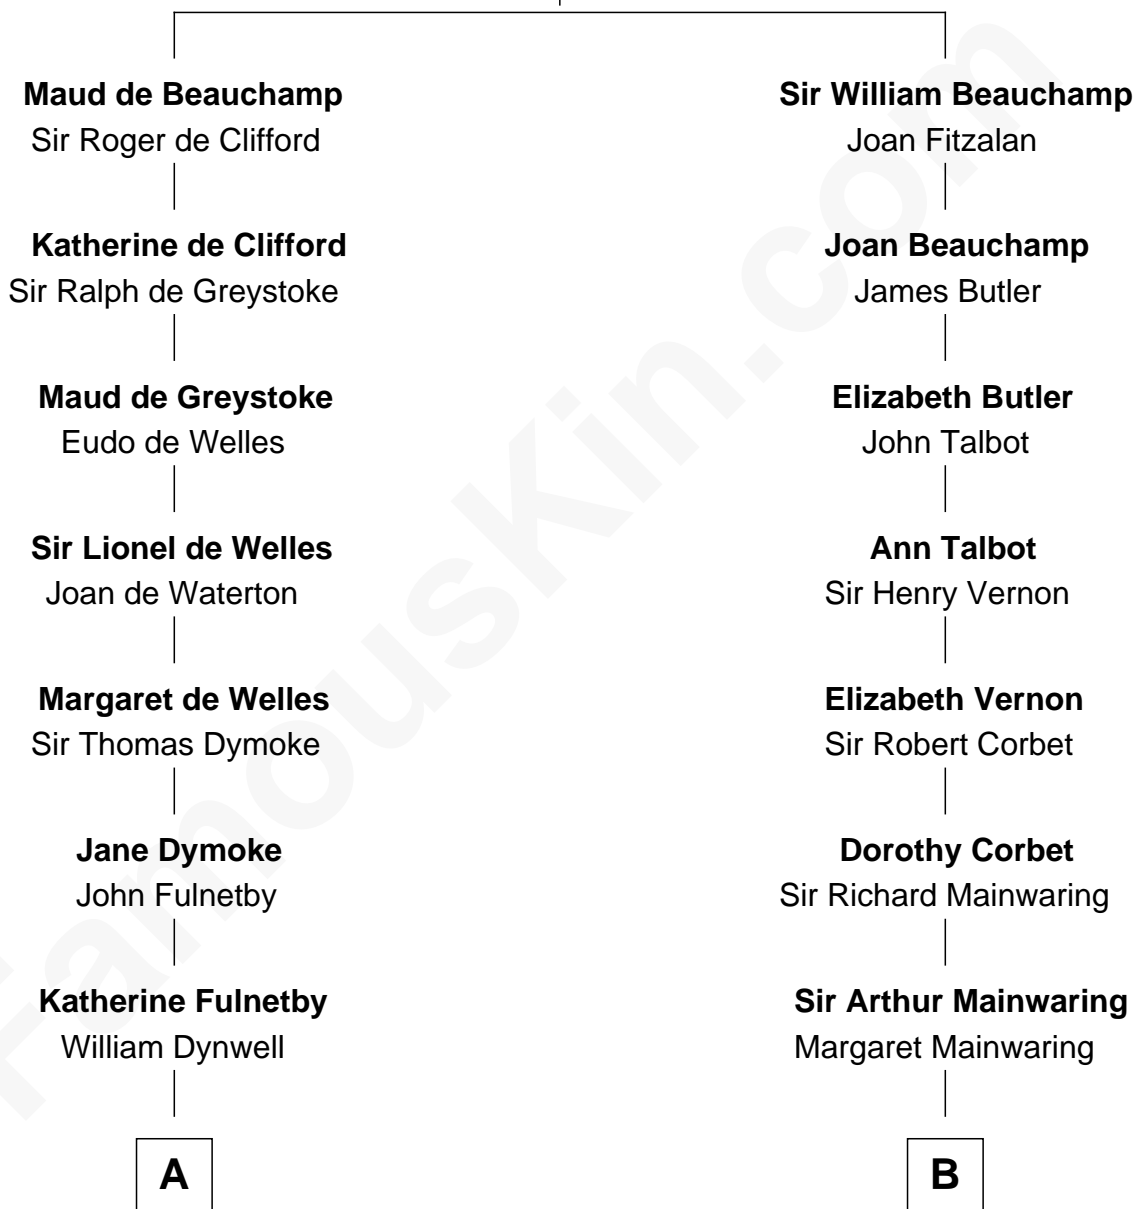 Maud de Beauchamp
Sir Roger de Clifford
Katherine de Clifford
Sir Ralph de Greystoke
Maud de Greystoke
Eudo de Welles
Sir Lionel de Welles
Joan de Waterton
Margaret de Welles
Sir Thomas Dymoke
Jane Dymoke
John Fulnetby
Katherine Fulnetby
William Dynwell
A
Sir William Beauchamp
Joan Fitzalan
Joan Beauchamp
James Butler
Elizabeth Butler
John Talbot
Ann Talbot
Sir Henry Vernon
Elizabeth Vernon
Sir Robert Corbet
Dorothy Corbet
Sir Richard Mainwaring
Sir Arthur Mainwaring
Margaret Mainwaring
B
FamousKin.com